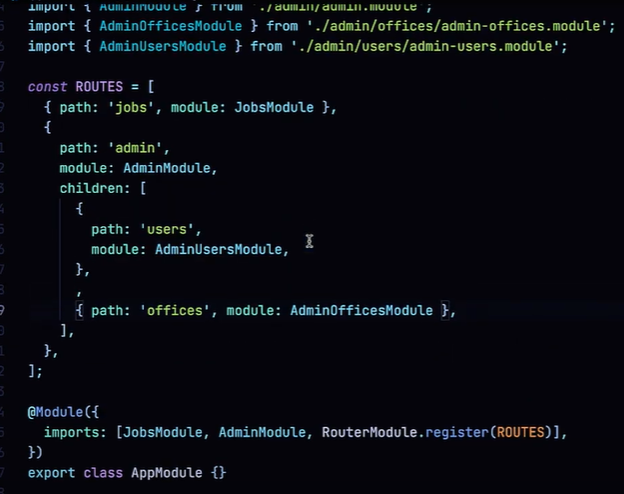 import { AdminModule } from './admin/admin.module';
import { AdminOfficesModule } from './admin/offices/admin-offices.module';
import { AdminUsersModule } from './admin/users/admin-users.module';

const ROUTES = [
  { path: 'jobs', module: JobsModule },
  {
    path: 'admin',
    module: AdminModule,
    children: [
      {
        path: 'users',
        module: AdminUsersModule,
      },
      ,
      { path: 'offices', module: AdminOfficesModule },
    ],
  },
];

@Module({
  imports: [JobsModule, AdminModule, RouterModule.register(ROUTES)],
})
export class AppModule {}